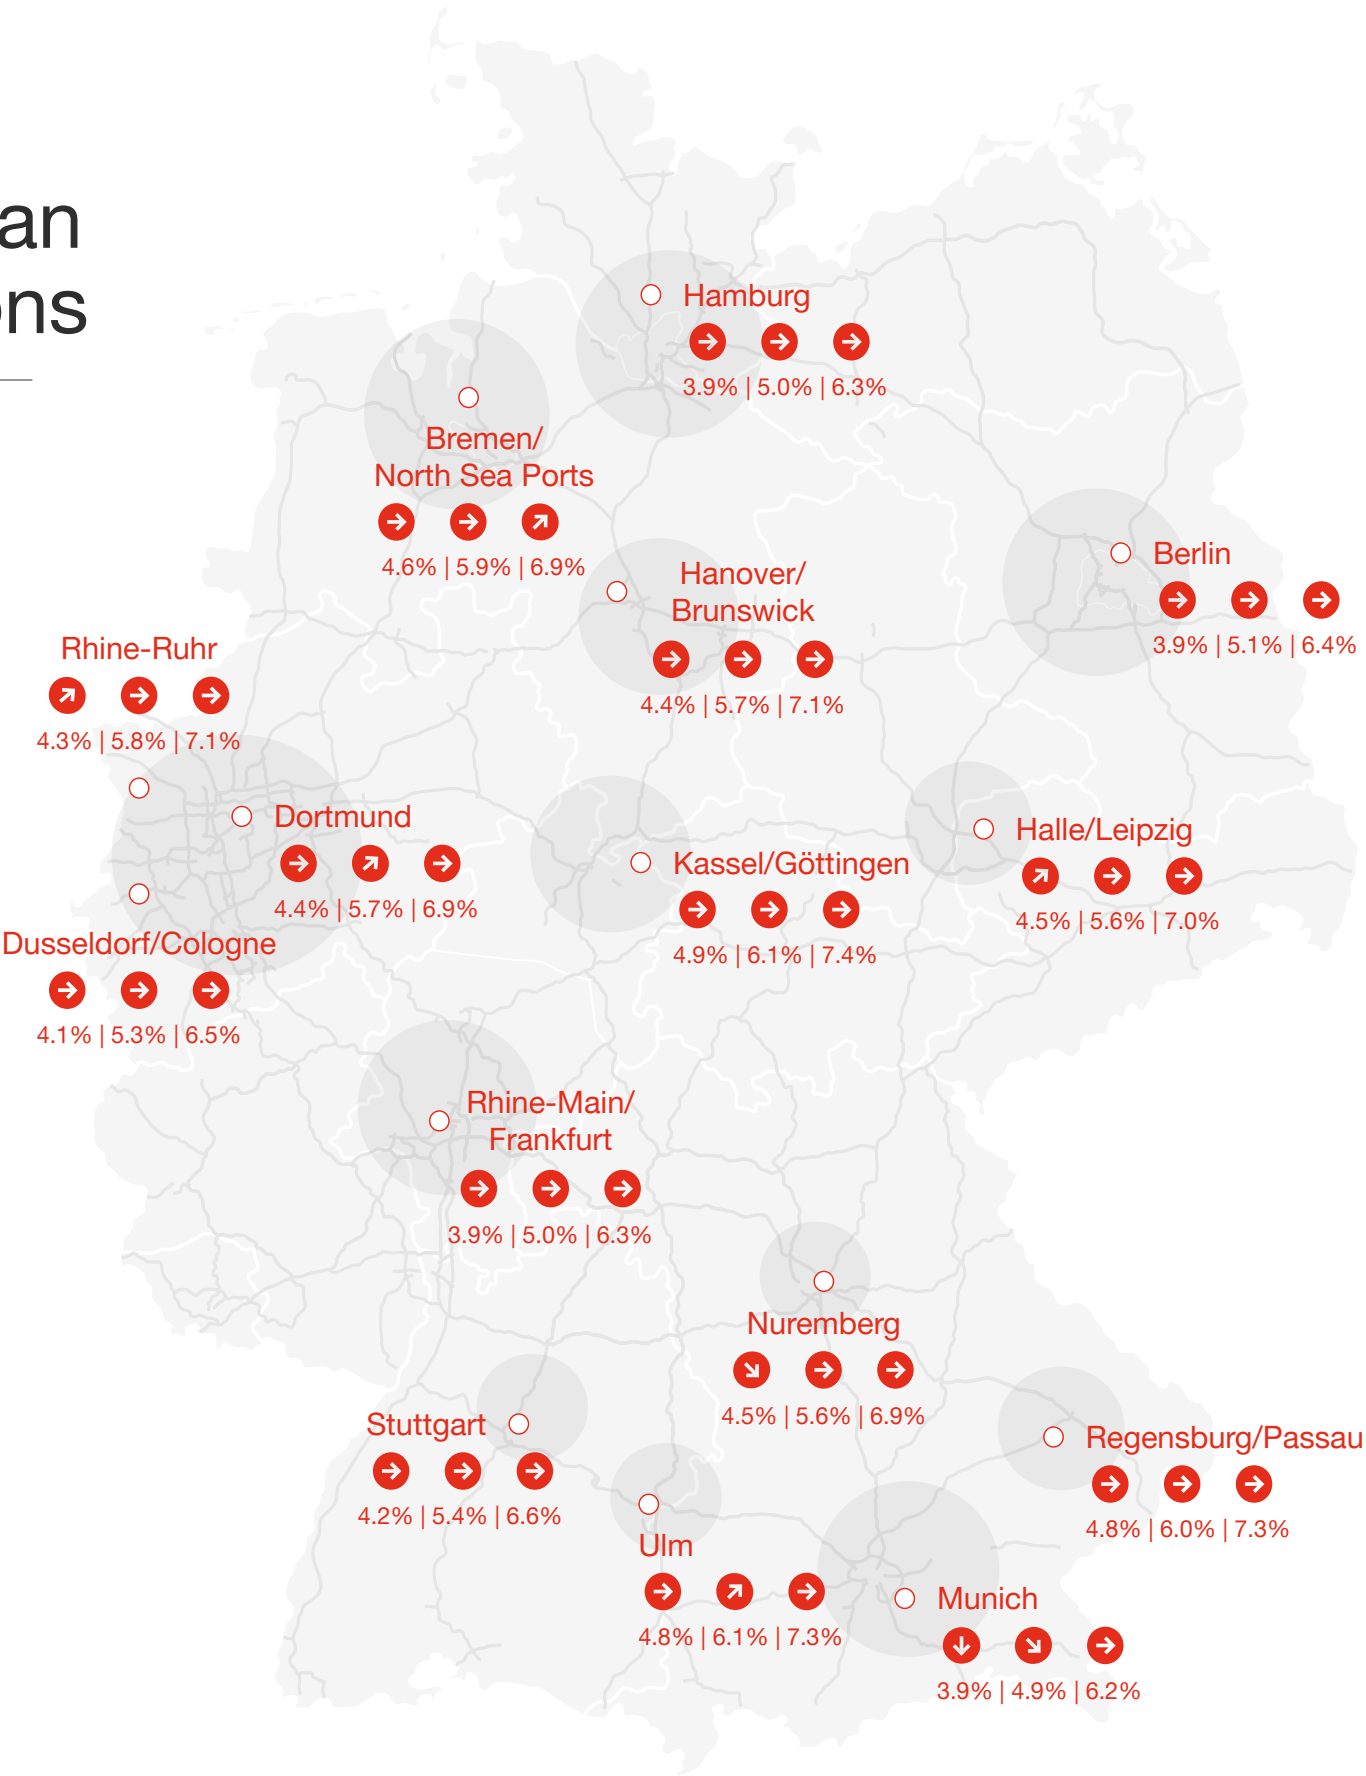 an
ons
Hamburg
3.9% | 5.0% | 6.3%
Bremen/
North Sea Ports
4.6% | 5.9% | 6.9%
Hanover/
Brunswick
4.4% | 5.7% | 7.1%
Berlin
3.9% | 5.1% | 6.4%
Rhine-Ruhr
4.3% | 5.8% | 7.1%
Dortmund
4.4% | 5.7% | 6.9%
Kassel/Göttingen
4.9% | 6.1% | 7.4%
Halle/Leipzig
4.5% | 5.6% | 7.0%
Dusseldorf/Cologne
4.1% | 5.3% | 6.5%
Rhine-Main/
Frankfurt
3.9% | 5.0% | 6.3%
Nuremberg
4.5% | 5.6% | 6.9%
Stuttgart
4.2% | 5.4% | 6.6%
Regensburg/Passau
4.8% | 6.0% | 7.3%
Ulm
4.8% | 6.1% | 7.3%
Munich
3.9% | 4.9% | 6.2%